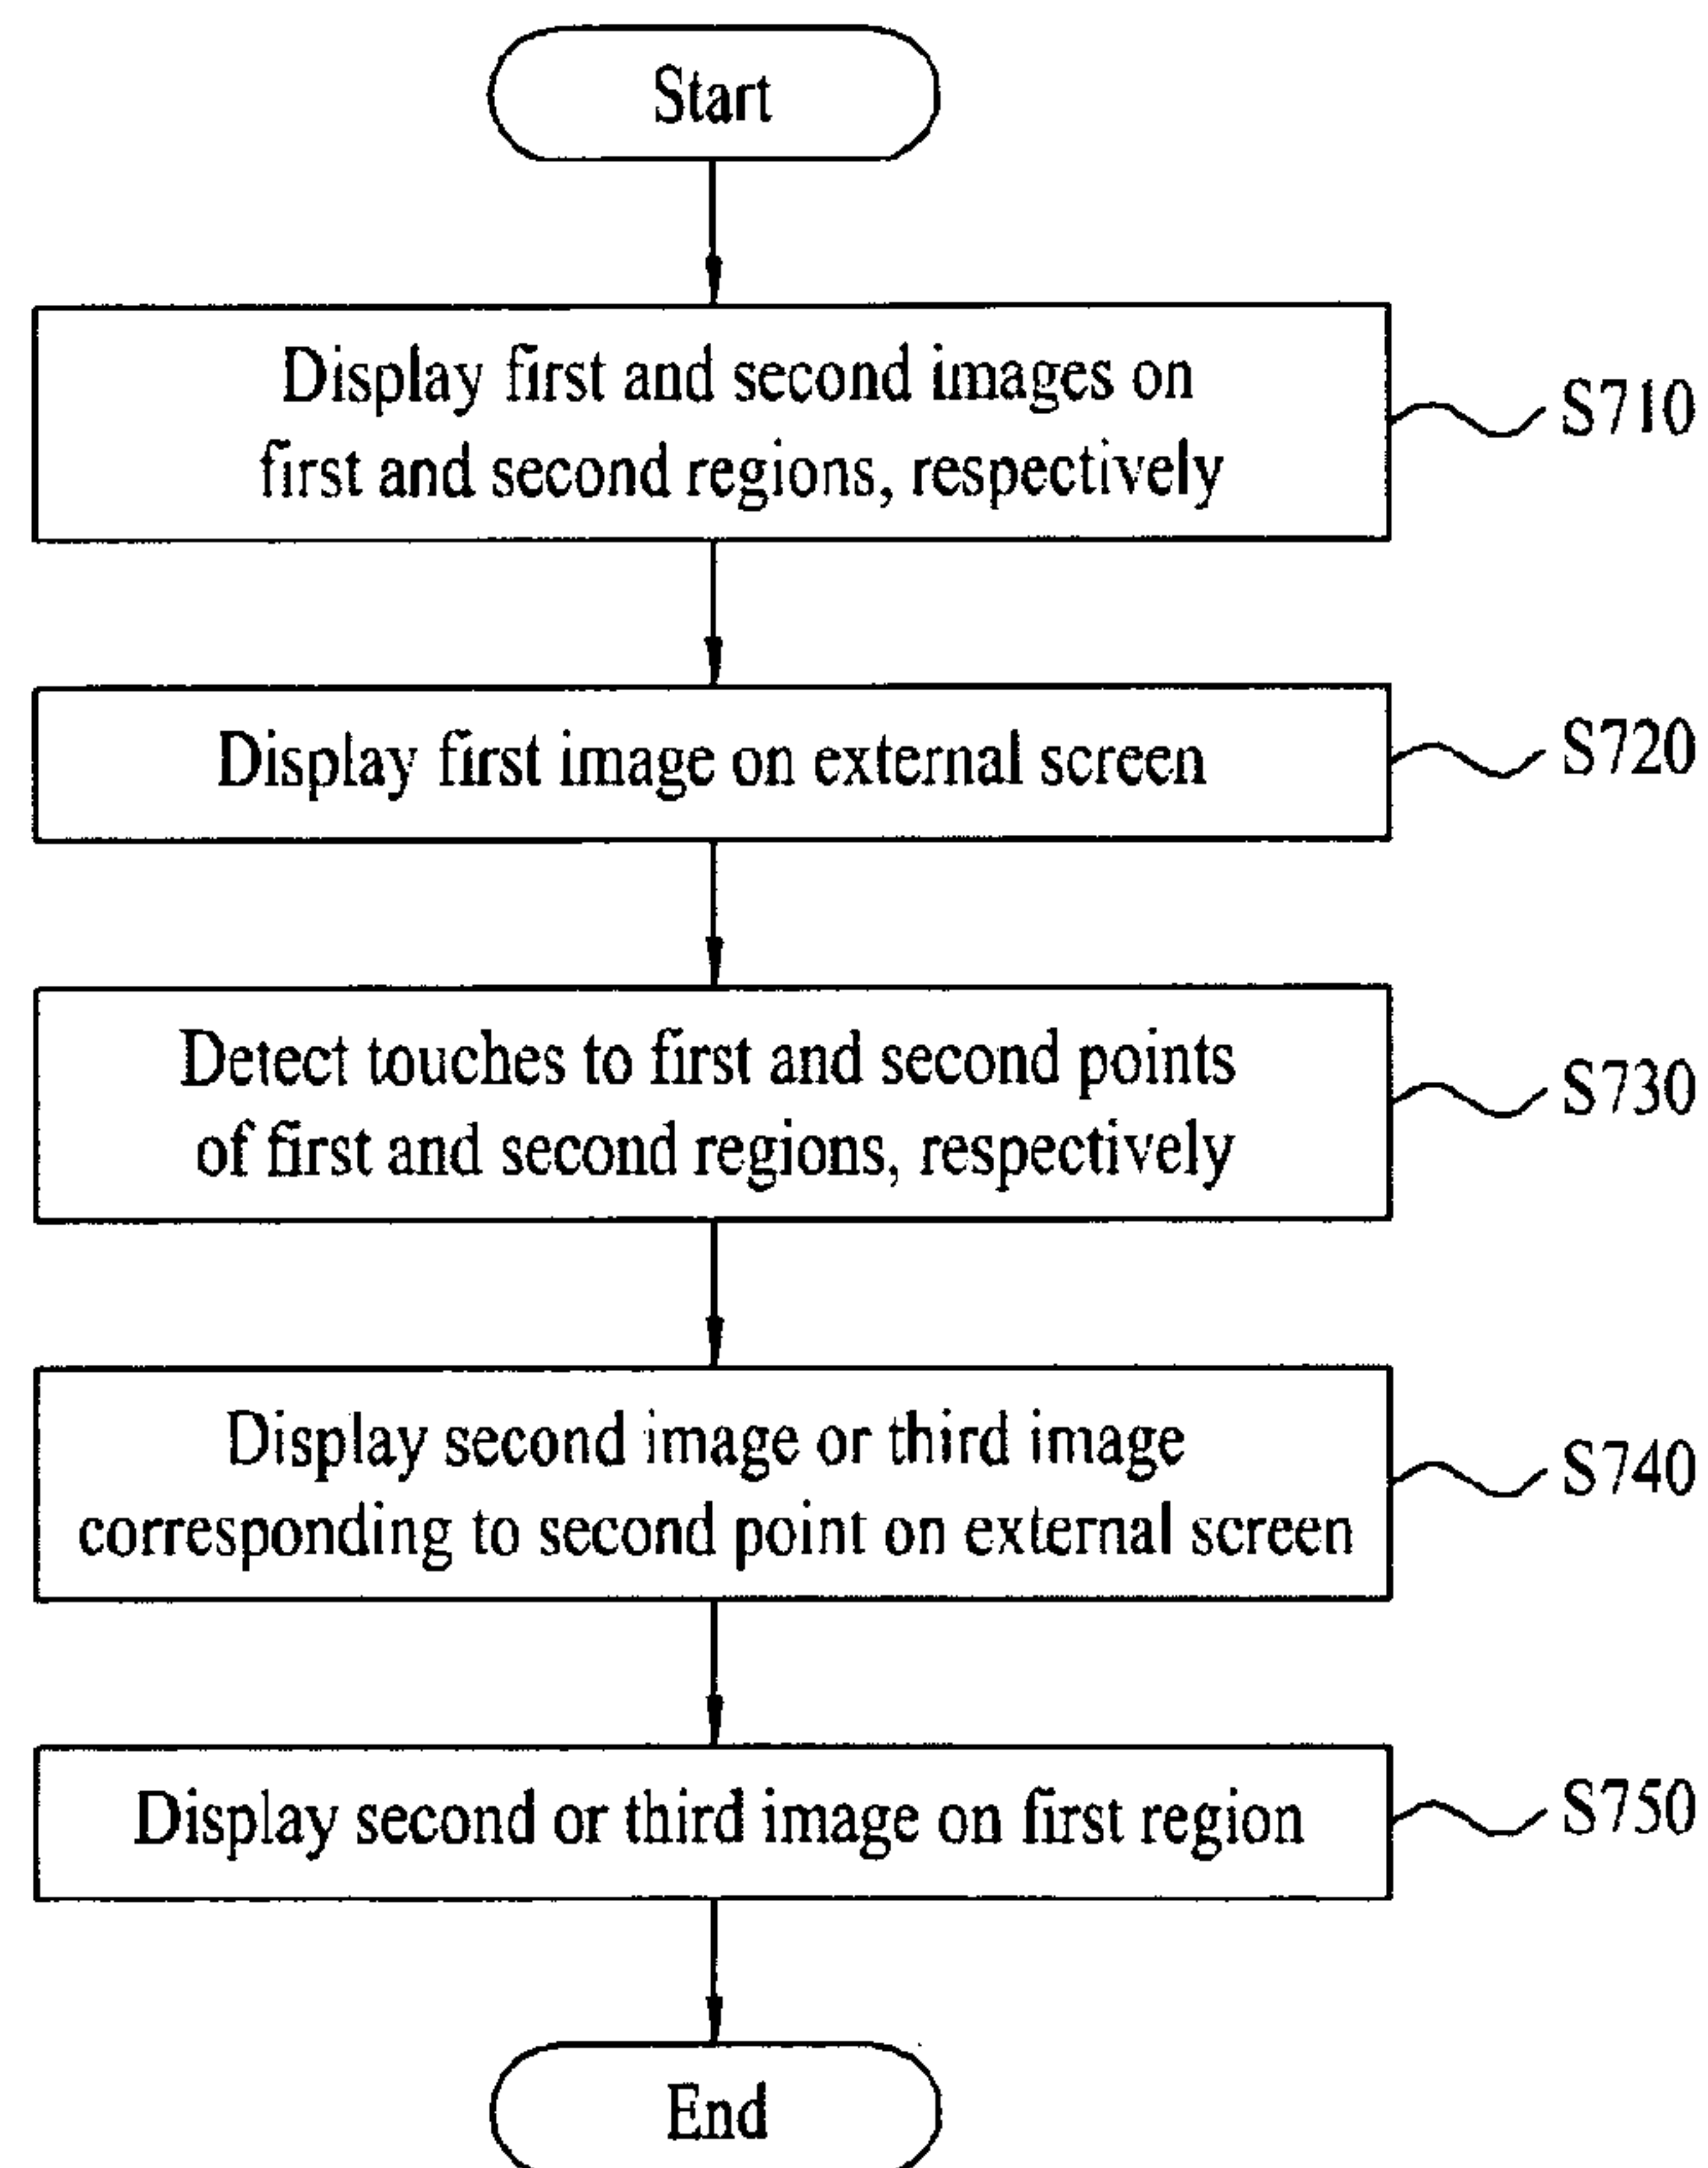 Start
Display first and second images on
first and second regions, respectively
S710
Display first image on external screen
S720
Detect touches to first and second points
of first and second regions, respectively
S730
Display second image or third image
corresponding to second point on external screen
S740
Display second or third image on first region
S750
End